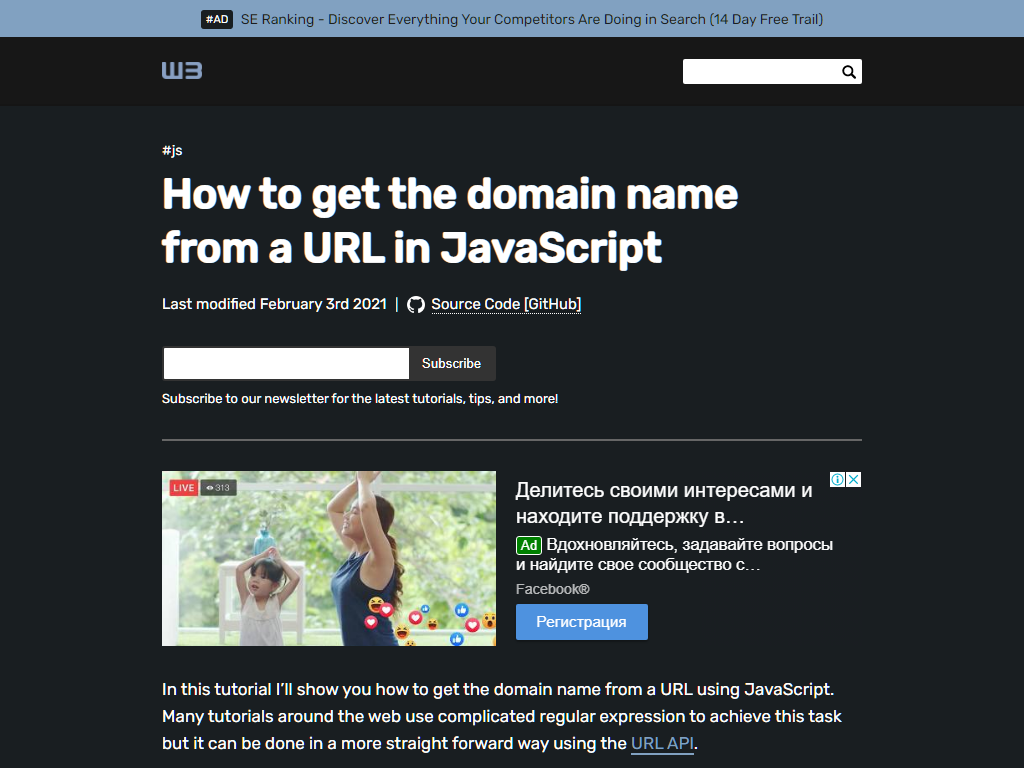 #AD SE Ranking - Discover Everything Your Competitors Are Doing in Search (14 Day Free Trail)
W3
#js
How to get the domain name
from a URL in JavaScript
Last modified February 3rd 2021 | Source Code [GitHub]
Subscribe
Subscribe to our newsletter for the latest tutorials, tips, and more!
LIVE 313
Делитесь своими интересами и
находите поддержку в…
Ad Вдохновляйтесь, задавайте вопросы
и найдите свое сообщество с…
Facebook®
Регистрация
In this tutorial I'll show you how to get the domain name from a URL using JavaScript.
Many tutorials around the web use complicated regular expression to achieve this task
but it can be done in a more straight forward way using the URL API.